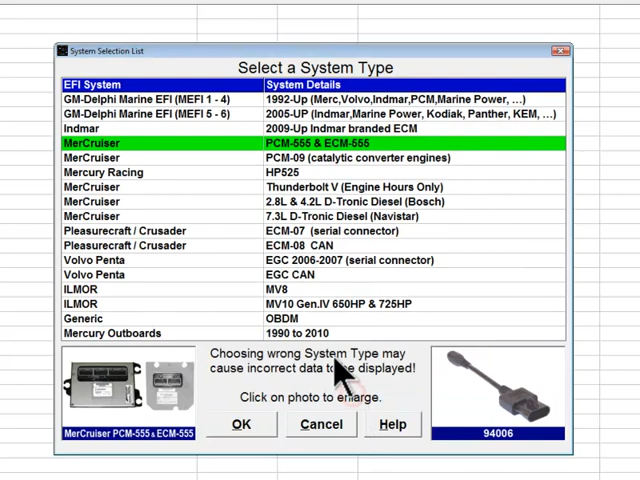 System Selection List
Select a System Type
EFI System System Details
GM-Delphi Marine EFI (MEFI 1 - 4) 1992-Up (Merc,Volvo,Indmar,PCM,Marine Power, ...)
GM-Delphi Marine EFI (MEFI 5 - 6) 2005-UP (Indmar,Marine Power, Kodiak, Panther, KEM, ...)
Indmar 2009-Up Indmar branded ECM
MerCruiser PCM-555 & ECM-555
MerCruiser PCM-09 (catalytic converter engines)
Mercury Racing HP525
MerCruiser Thunderbolt V (Engine Hours Only)
MerCruiser 2.8L & 4.2L D-Tronic Diesel (Bosch)
MerCruiser 7.3L D-Tronic Diesel (Navistar)
Pleasurecraft / Crusader ECM-07 (serial connector)
Pleasurecraft / Crusader ECM-08 CAN
Volvo Penta EGC 2006-2007 (serial connector)
Volvo Penta EGC CAN
ILMOR MV8
ILMOR MV10 Gen.IV 650HP & 725HP
Generic OBDM
Mercury Outboards 1990 to 2010
Choosing wrong System Type may
cause incorrect data to be displayed!
Click on photo to enlarge.
OK Cancel Help
MerCruiser PCM-555 & ECM-555 94006